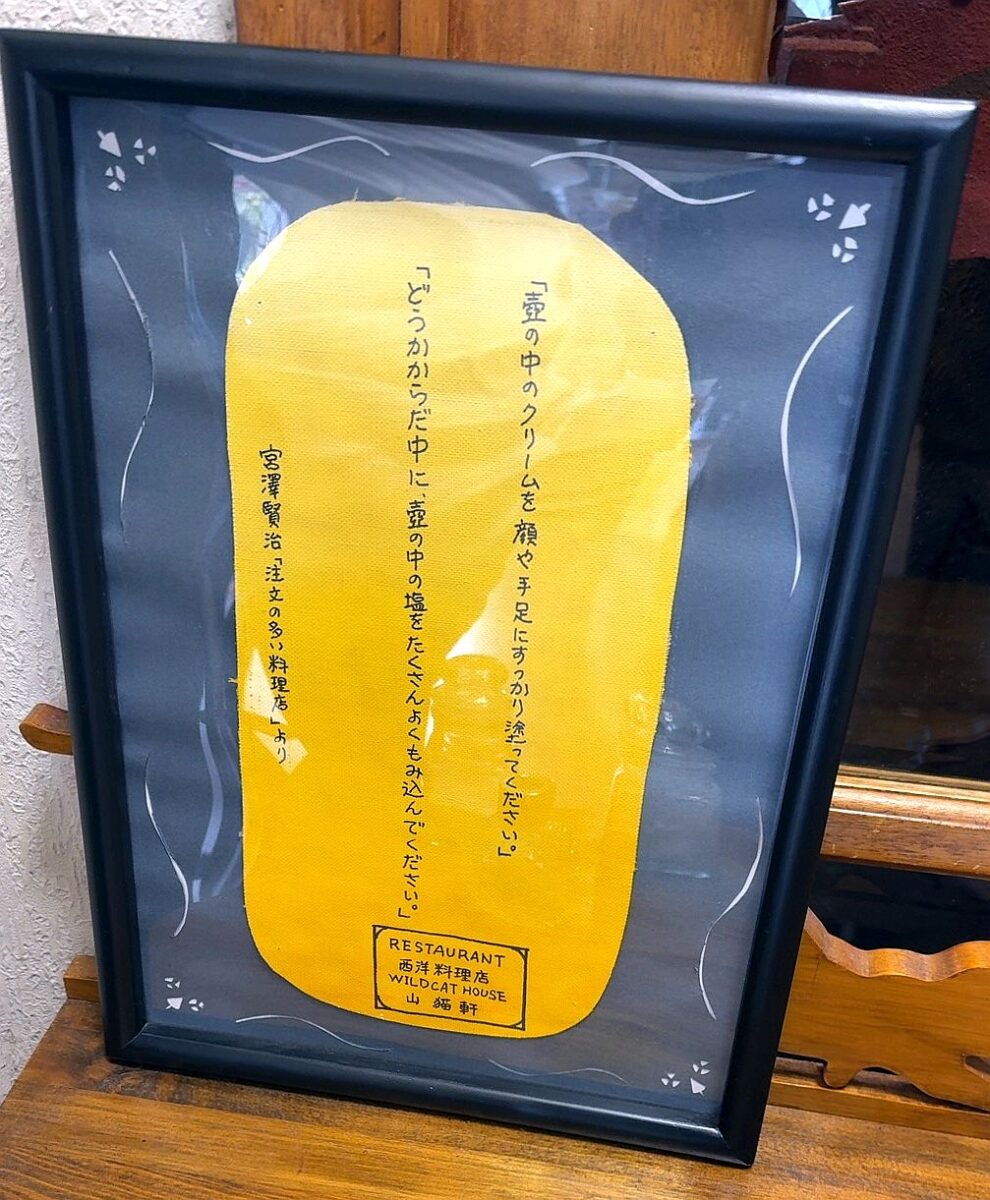 「壺の中のクリームを顔や手足にすっかり塗ってください。」
「どうかからだ中に、壺の中の塩をたくさんよくもみ込んでください。」
宮澤賢治「注文の多い料理店」より
RESTAURANT
西洋料理店
WILDCAT HOUSE
山猫軒